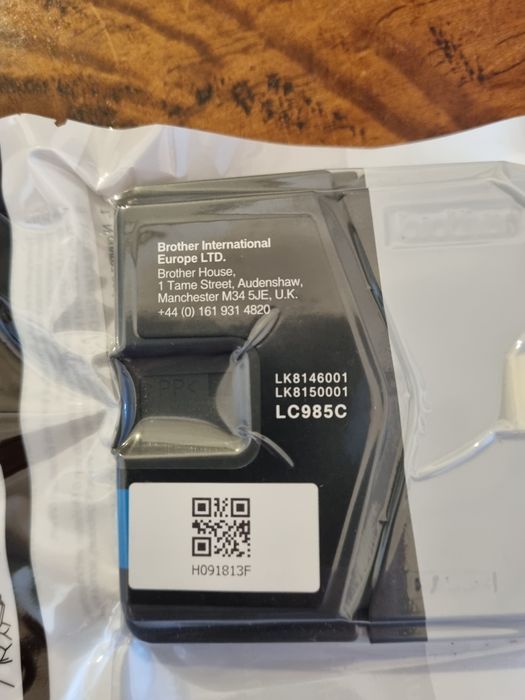 Brother International
Europe LTD.
Brother House,
1 Tame Street, Audenshaw,
Manchester M34 5JE, U.K.
+44 (0) 161 931 4820
>PP<
LK8146001
LK8150001
LC985C
H091813F